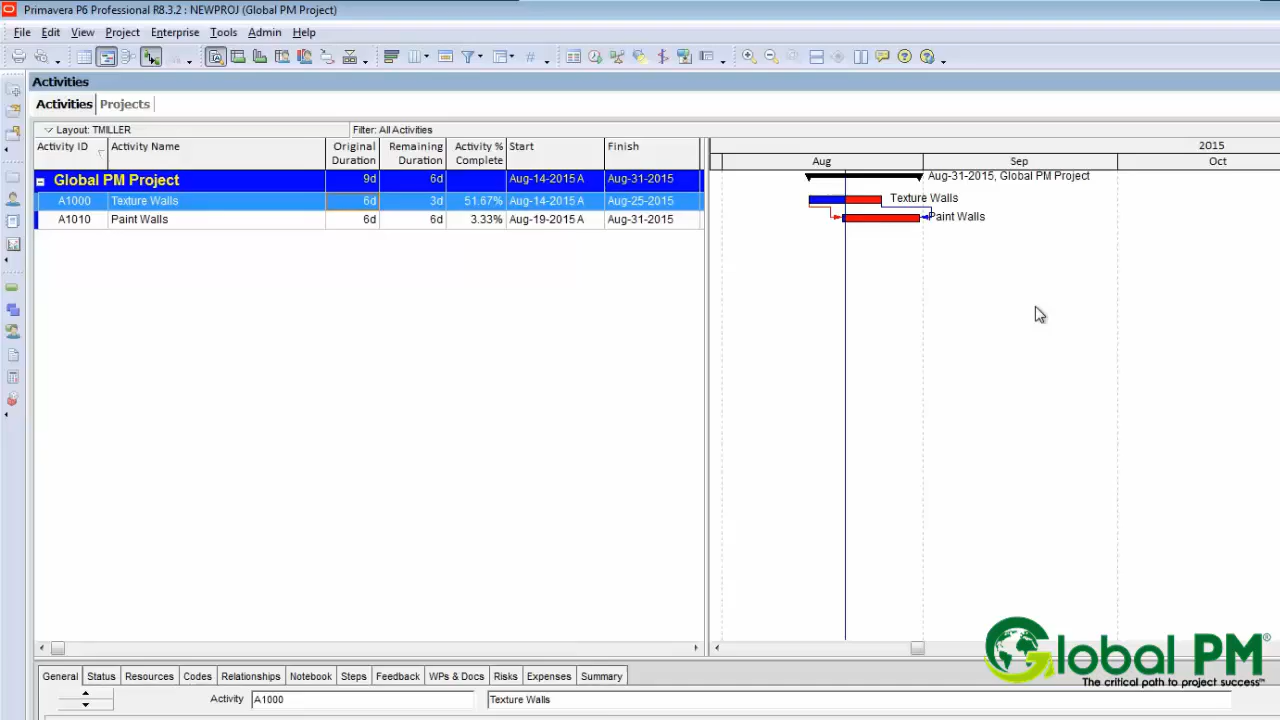 Primavera P6 Professional R8.3.2 : NEWPROJ (Global PM Project)
File Edit View Project Enterprise Tools Admin Help
Activities
Activities Projects
Layout: TMILLER Filter: All Activities
Activity ID Activity Name Original Duration Remaining Duration Activity % Complete Start Finish
2015
Aug Sep Oct
Global PM Project 9d 6d Aug-14-2015 A Aug-31-2015
Aug-31-2015, Global PM Project
A1000 Texture Walls 6d 3d 51.67% Aug-14-2015 A Aug-25-2015
Texture Walls
A1010 Paint Walls 6d 6d 3.33% Aug-19-2015 A Aug-31-2015
Paint Walls
Global PM®
The critical path to project success℠
General Status Resources Codes Relationships Notebook Steps Feedback WPs & Docs Risks Expenses Summary
Activity A1000 Texture Walls